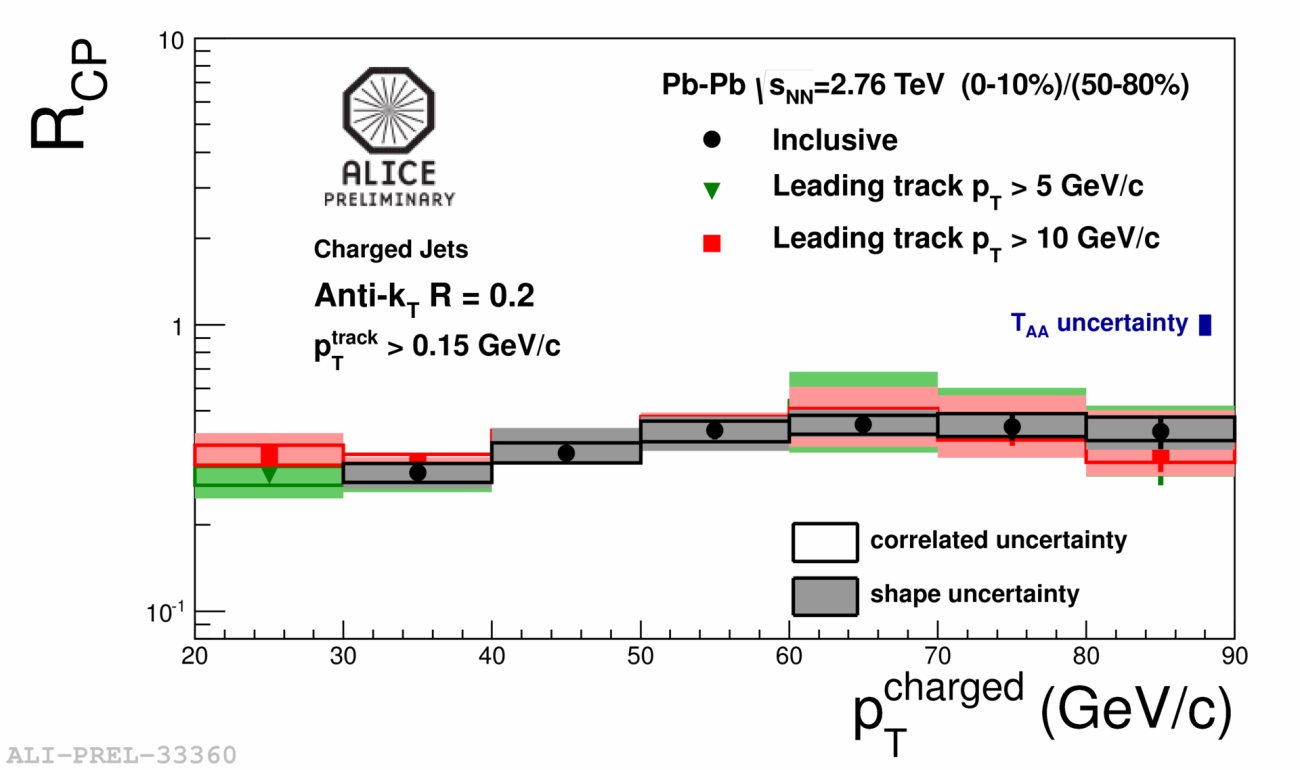 R_CP
10
1
10^-1
ALICE
PRELIMINARY
Charged Jets
Anti-k_T R = 0.2
p_T^track > 0.15 GeV/c
Pb-Pb √s_NN=2.76 TeV (0-10%)/(50-80%)
Inclusive
Leading track p_T > 5 GeV/c
Leading track p_T > 10 GeV/c
T_AA uncertainty
correlated uncertainty
shape uncertainty
20 30 40 50 60 70 80 90
p_T^charged (GeV/c)
ALI-PREL-33360